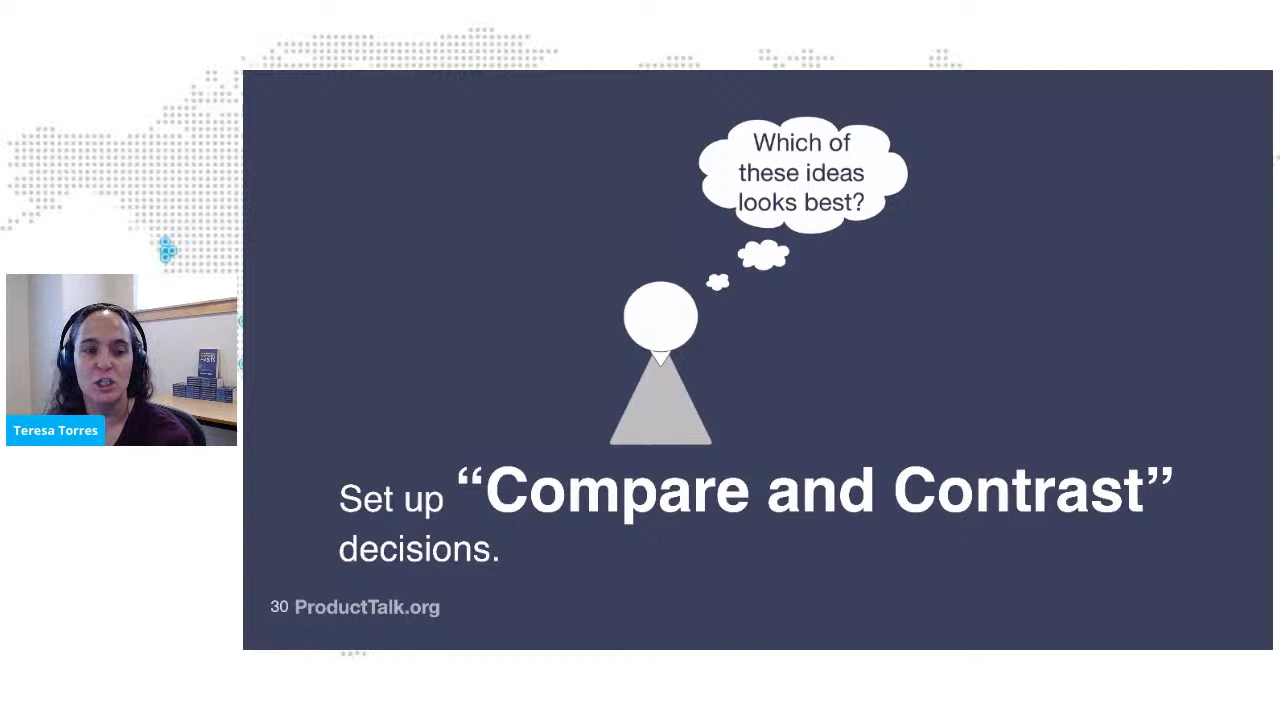 Which of
these ideas
looks best?
Teresa Torres
Set up “Compare and Contrast”
decisions.
30 ProductTalk.org